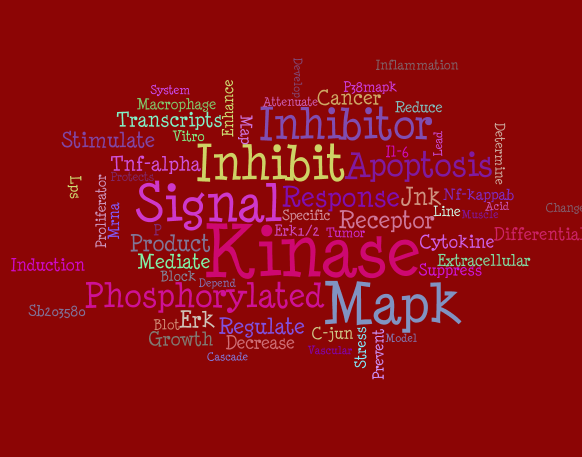 Inflammation
Develop
System
P38mapk
Macrophage
Enhance
Attenuate
Cancer
Reduce
Transcripts
Map
Inhibitor
Stimulate
Vitro
Lead
Determine
Tnf-alpha
Inhibit
Il-6
Apoptosis
Protects
Lps
Proliferator
Mrna
Signal
Response
Jnk
Nf-kappab
Acid
Specific
Receptor
Line
Muscle
Change
P
Erk1/2
Tumor
Differential
Product
Kinase
Cytokine
Induction
Mediate
Extracellular
Block
Depend
Suppress
Phosphorylated
Mapk
Sb203580
Blot
Erk
Regulate
C-jun
Stress
Prevent
Model
Growth
Decrease
Vascular
Cascade